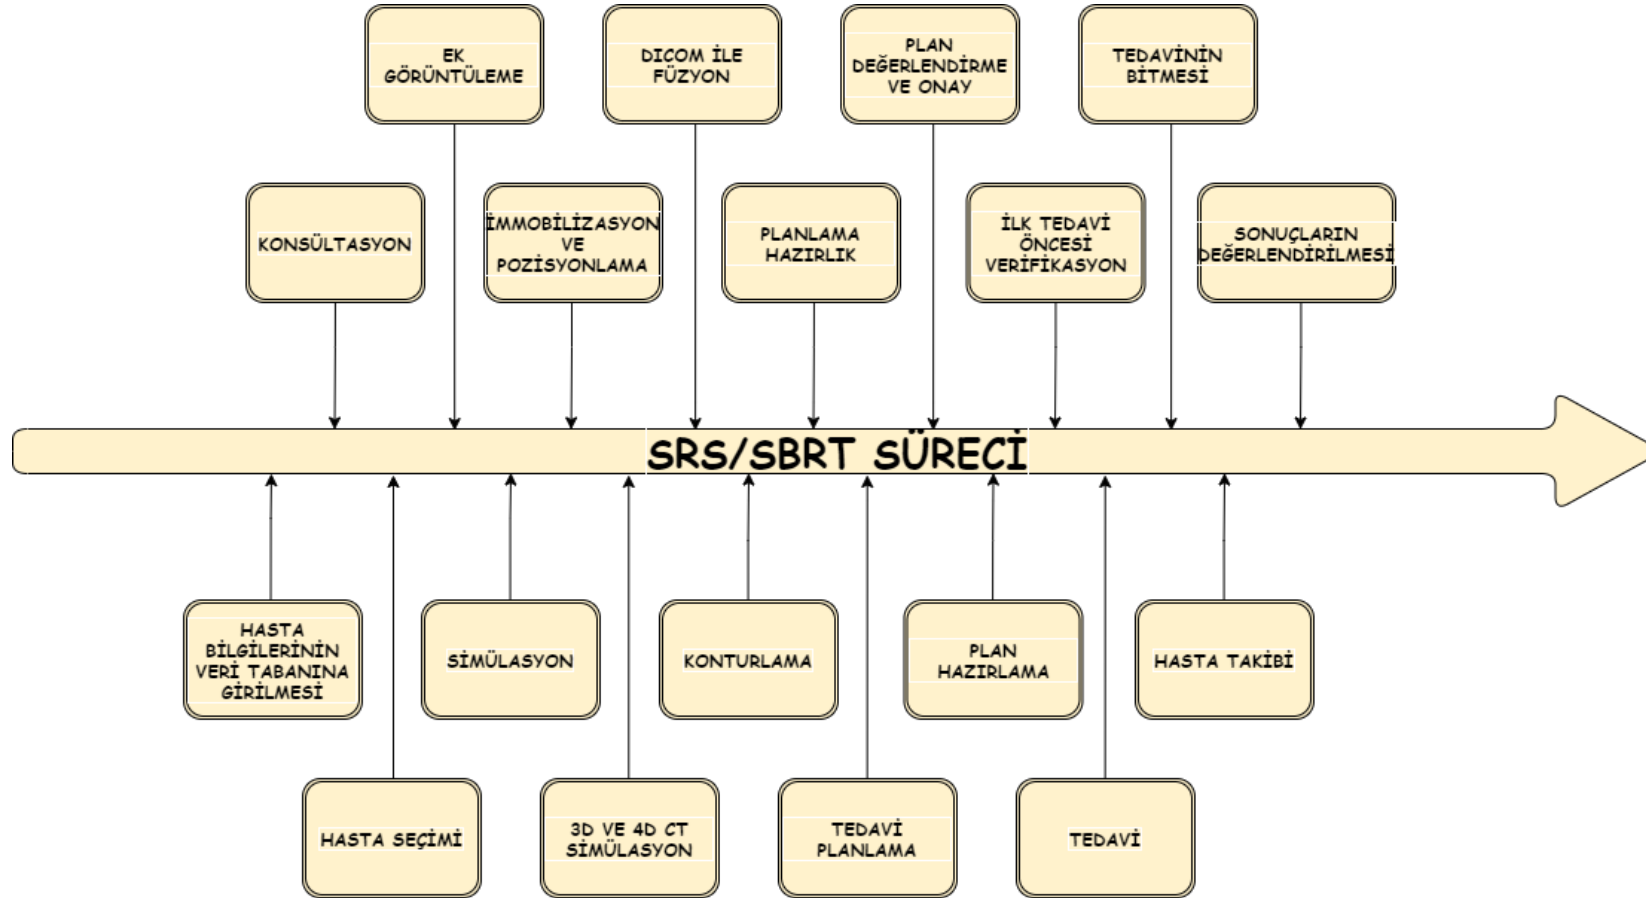 EK
GÖRÜNTÜLEME
DICOM İLE
FÜZYON
PLAN
DEĞERLENDİRME
VE ONAY
TEDAVİNİN
BİTMESİ
KONSÜLTASYON
İMMOBİLİZASYON
VE
POZİSYONLAMA
PLANLAMA
HAZIRLIK
İLK TEDAVİ
ÖNCESİ
VERİFİKASYON
SONUÇLARIN
DEĞERLENDİRİLMESİ
SRS/SBRT SÜRECİ
HASTA
BİLGİLERİNİN
VERİ TABANINA
GİRİLMESİ
SİMÜLASYON
KONTURLAMA
PLAN
HAZIRLAMA
HASTA TAKİBİ
HASTA SEÇİMİ
3D VE 4D CT
SİMÜLASYON
TEDAVİ
PLANLAMA
TEDAVİ